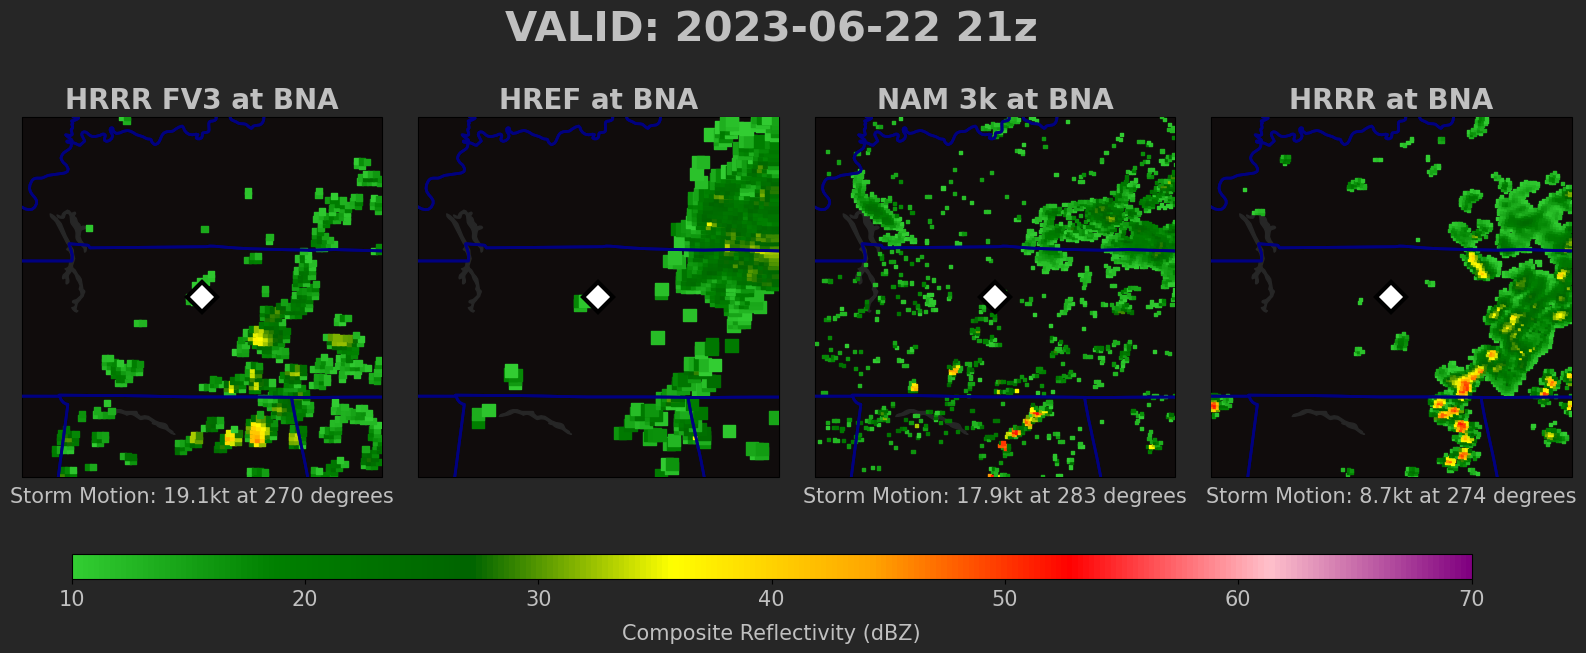 VALID: 2023-06-22 21z
HRRR FV3 at BNA
HREF at BNA
NAM 3k at BNA
HRRR at BNA
Storm Motion: 19.1kt at 270 degrees
Storm Motion: 17.9kt at 283 degrees
Storm Motion: 8.7kt at 274 degrees
10 20 30 40 50 60 70
Composite Reflectivity (dBZ)